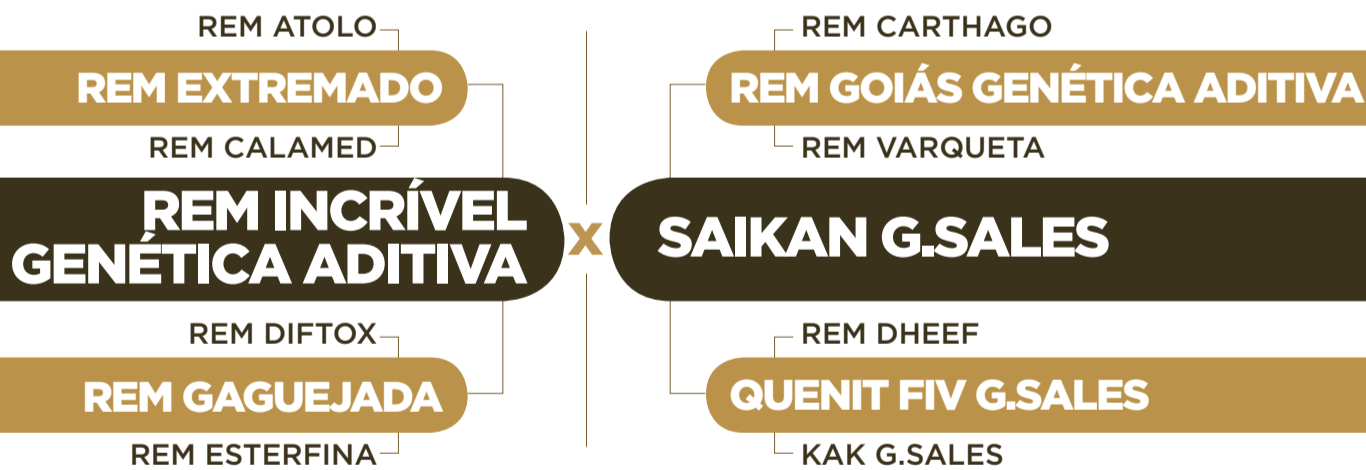 REM ATOLO
REM EXTREMADO
REM CALAMED
REM INCRÍVEL
GENÉTICA ADITIVA
REM DIFTOX
REM GAGUEJADA
REM ESTERFINA
X
REM CARTHAGO
REM GOIÁS GENÉTICA ADITIVA
REM VARQUETA
SAIKAN G.SALES
REM DHEEF
QUENIT FIV G.SALES
KAK G.SALES